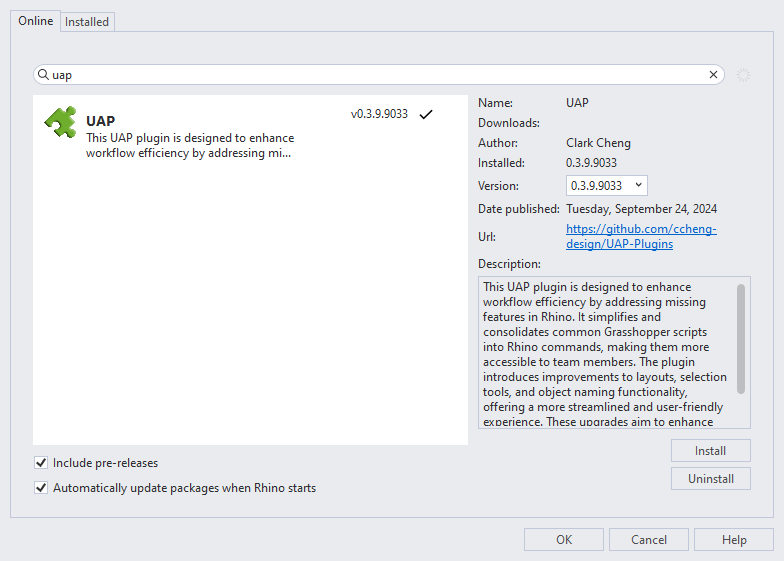 Online
Installed
uap
UAP
v0.3.9.9033
This UAP plugin is designed to enhance
workflow efficiency by addressing mi...
Name: UAP
Downloads:
Author: Clark Cheng
Installed: 0.3.9.9033
Version: 0.3.9.9033
Date published: Tuesday, September 24, 2024
Url: https://github.com/ccheng-
design/UAP-Plugins
Description:
This UAP plugin is designed to enhance
workflow efficiency by addressing missing
features in Rhino. It simplifies and
consolidates common Grasshopper scripts
into Rhino commands, making them more
accessible to team members. The plugin
introduces improvements to layouts, selection
tools, and object naming functionality,
offering a more streamlined and user-friendly
experience. These upgrades aim to enhance
Include pre-releases
Automatically update packages when Rhino starts
Install
Uninstall
OK
Cancel
Help